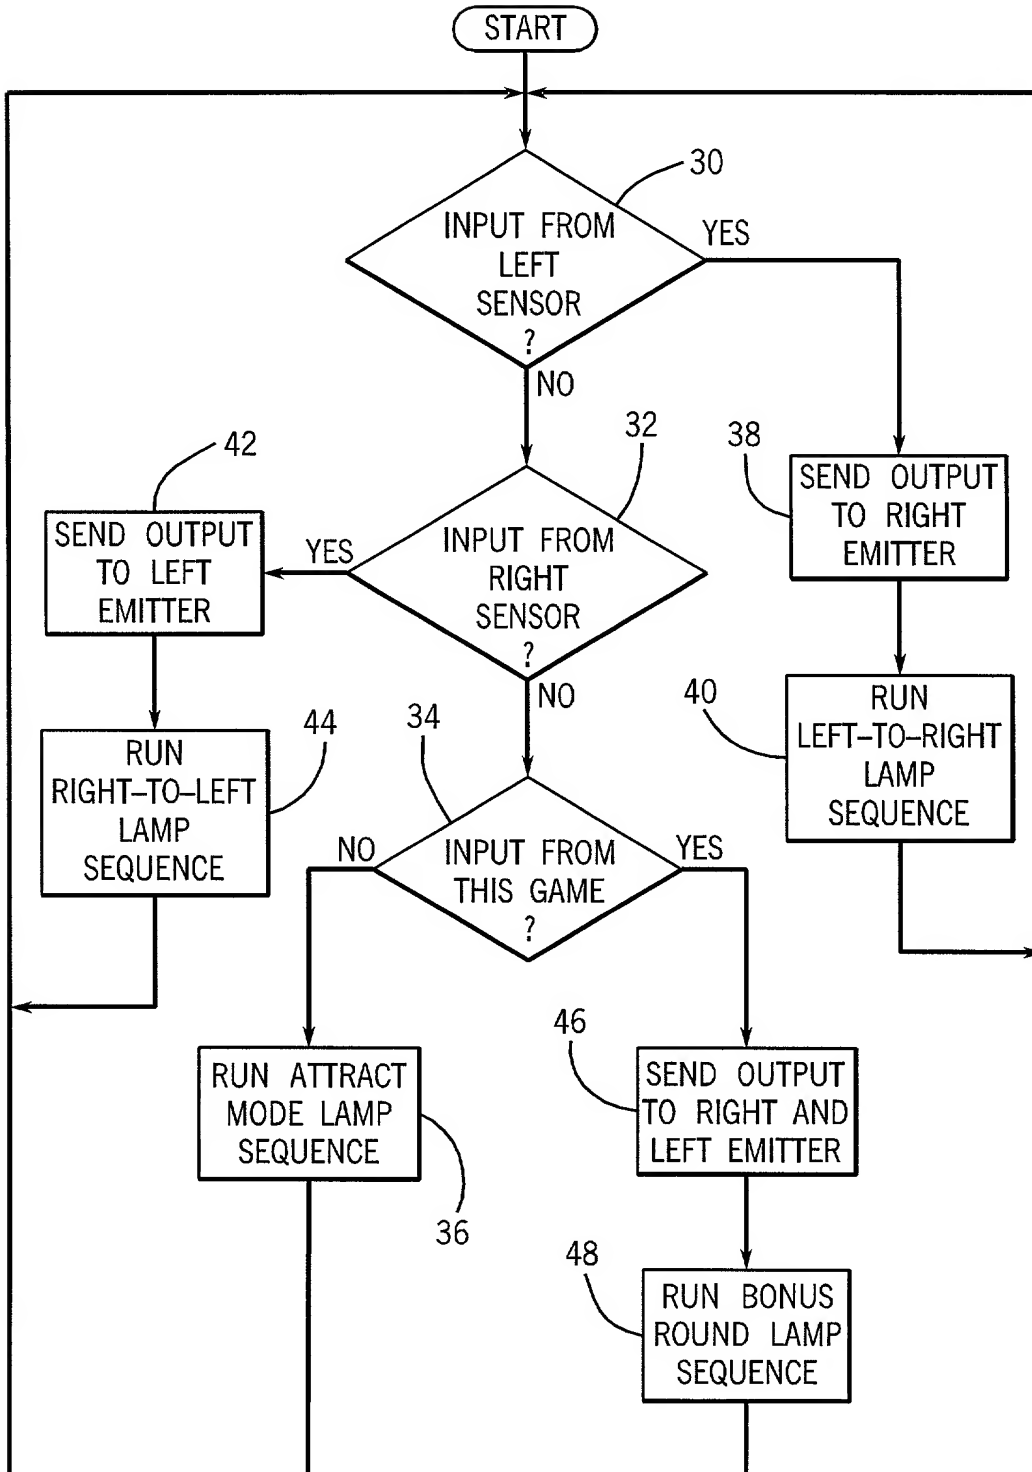 START
30
INPUT FROM
LEFT
SENSOR
?
YES
NO
32
INPUT FROM
RIGHT
SENSOR
?
YES
NO
38
SEND OUTPUT
TO RIGHT
EMITTER
42
SEND OUTPUT
TO LEFT
EMITTER
40
RUN
LEFT–TO–RIGHT
LAMP
SEQUENCE
44
RUN
RIGHT–TO–LEFT
LAMP
SEQUENCE
34
INPUT FROM
THIS GAME
?
NO
YES
36
RUN ATTRACT
MODE LAMP
SEQUENCE
46
SEND OUTPUT
TO RIGHT AND
LEFT EMITTER
48
RUN BONUS
ROUND LAMP
SEQUENCE